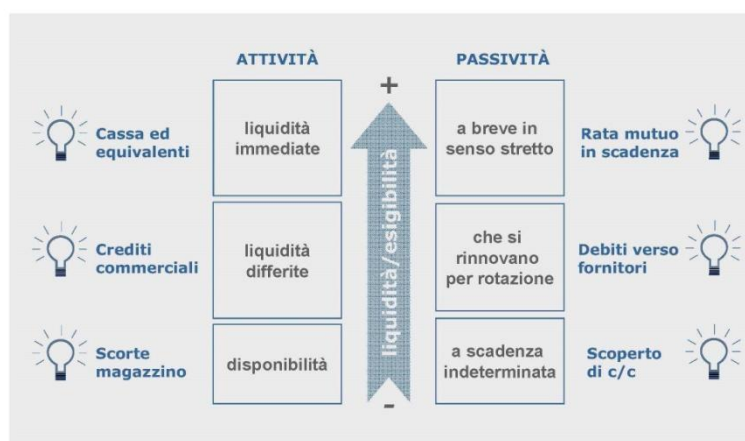 ATTIVITÀ
PASSIVITÀ
+
Cassa ed
equivalenti
liquidità
immediate
a breve in
senso stretto
Rata mutuo
in scadenza
liquidità/esigibilità
Crediti
commerciali
liquidità
differite
che si
rinnovano
per rotazione
Debiti verso
fornitori
Scorte
magazzino
disponibilità
a scadenza
indeterminata
Scoperto
di c/c
-